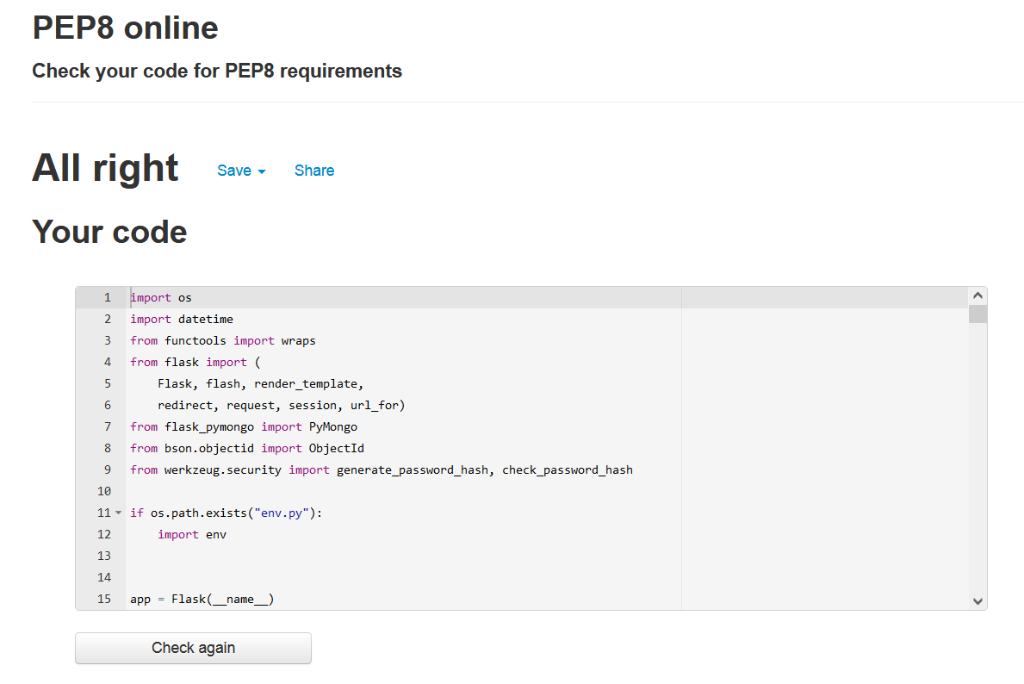 PEP8 online
Check your code for PEP8 requirements
All right Save Share
Your code
1 import os
2 import datetime
3 from functools import wraps
4 from flask import (
5     Flask, flash, render_template,
6     redirect, request, session, url_for)
7 from flask_pymongo import PyMongo
8 from bson.objectid import ObjectId
9 from werkzeug.security import generate_password_hash, check_password_hash
10
11 if os.path.exists("env.py"):
12     import env
13
14
15 app = Flask(__name__)
Check again